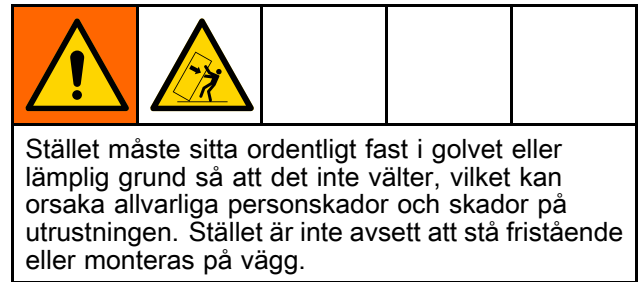 Stället måste sitta ordentligt fast i golvet eller
lämplig grund så att det inte välter, vilket kan
orsaka allvarliga personskador och skador på
utrustningen. Stället är inte avsett att stå fristående
eller monteras på vägg.